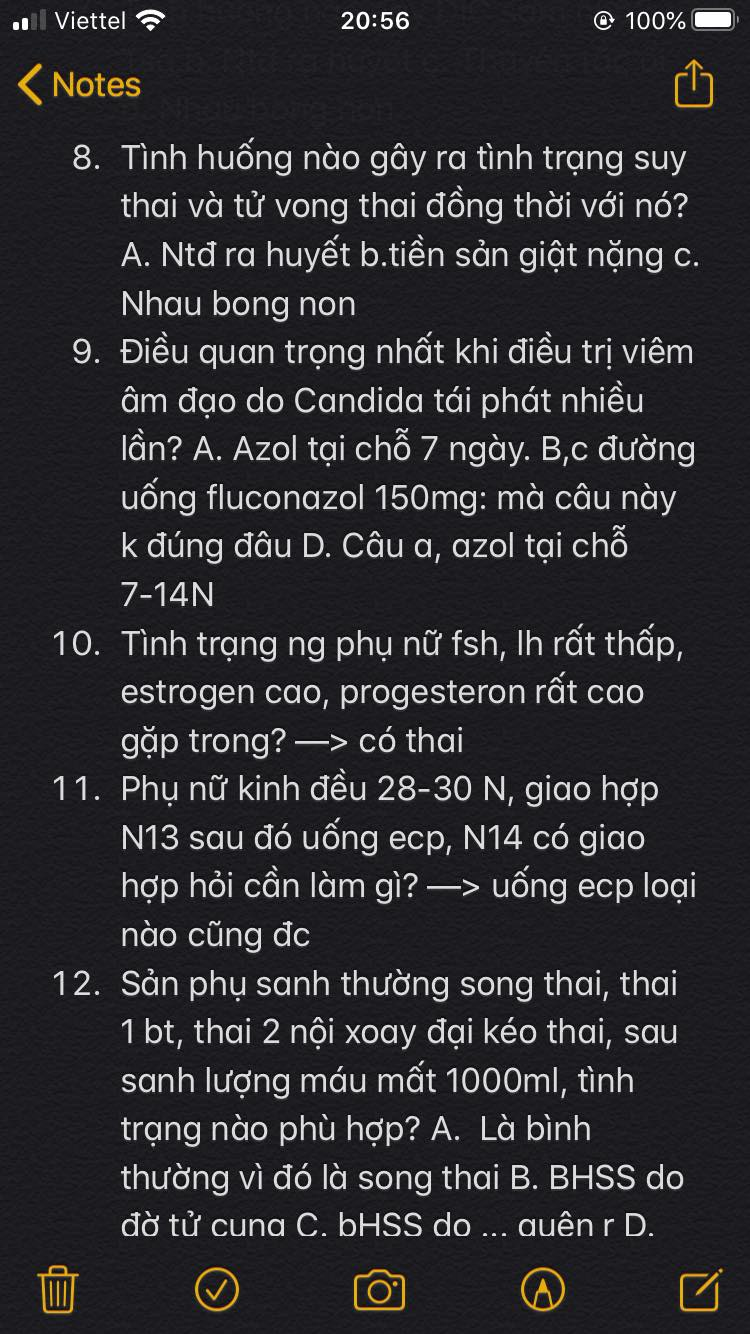 Viettel 20:56 100%
Notes
8. Tình huống nào gây ra tình trạng suy
thai và tử vong thai đồng thời với nó?
A. Ntđ ra huyết b.tiền sản giật nặng c.
Nhau bong non
9. Điều quan trọng nhất khi điều trị viêm
âm đạo do Candida tái phát nhiều
lần? A. Azol tại chỗ 7 ngày. B,c đường
uống fluconazol 150mg: mà câu này
k đúng đâu D. Câu a, azol tại chỗ
7-14N
10. Tình trạng ng phụ nữ fsh, lh rất thấp,
estrogen cao, progesteron rất cao
gặp trong? —> có thai
11. Phụ nữ kinh đều 28-30 N, giao hợp
N13 sau đó uống ecp, N14 có giao
hợp hỏi cần làm gì? —> uống ecp loại
nào cũng đc
12. Sản phụ sanh thường song thai, thai
1 bt, thai 2 nội xoay đại kéo thai, sau
sanh lượng máu mất 1000ml, tình
trạng nào phù hợp? A. Là bình
thường vì đó là song thai B. BHSS do
đờ tử cung C. bHSS do ... quên r D.